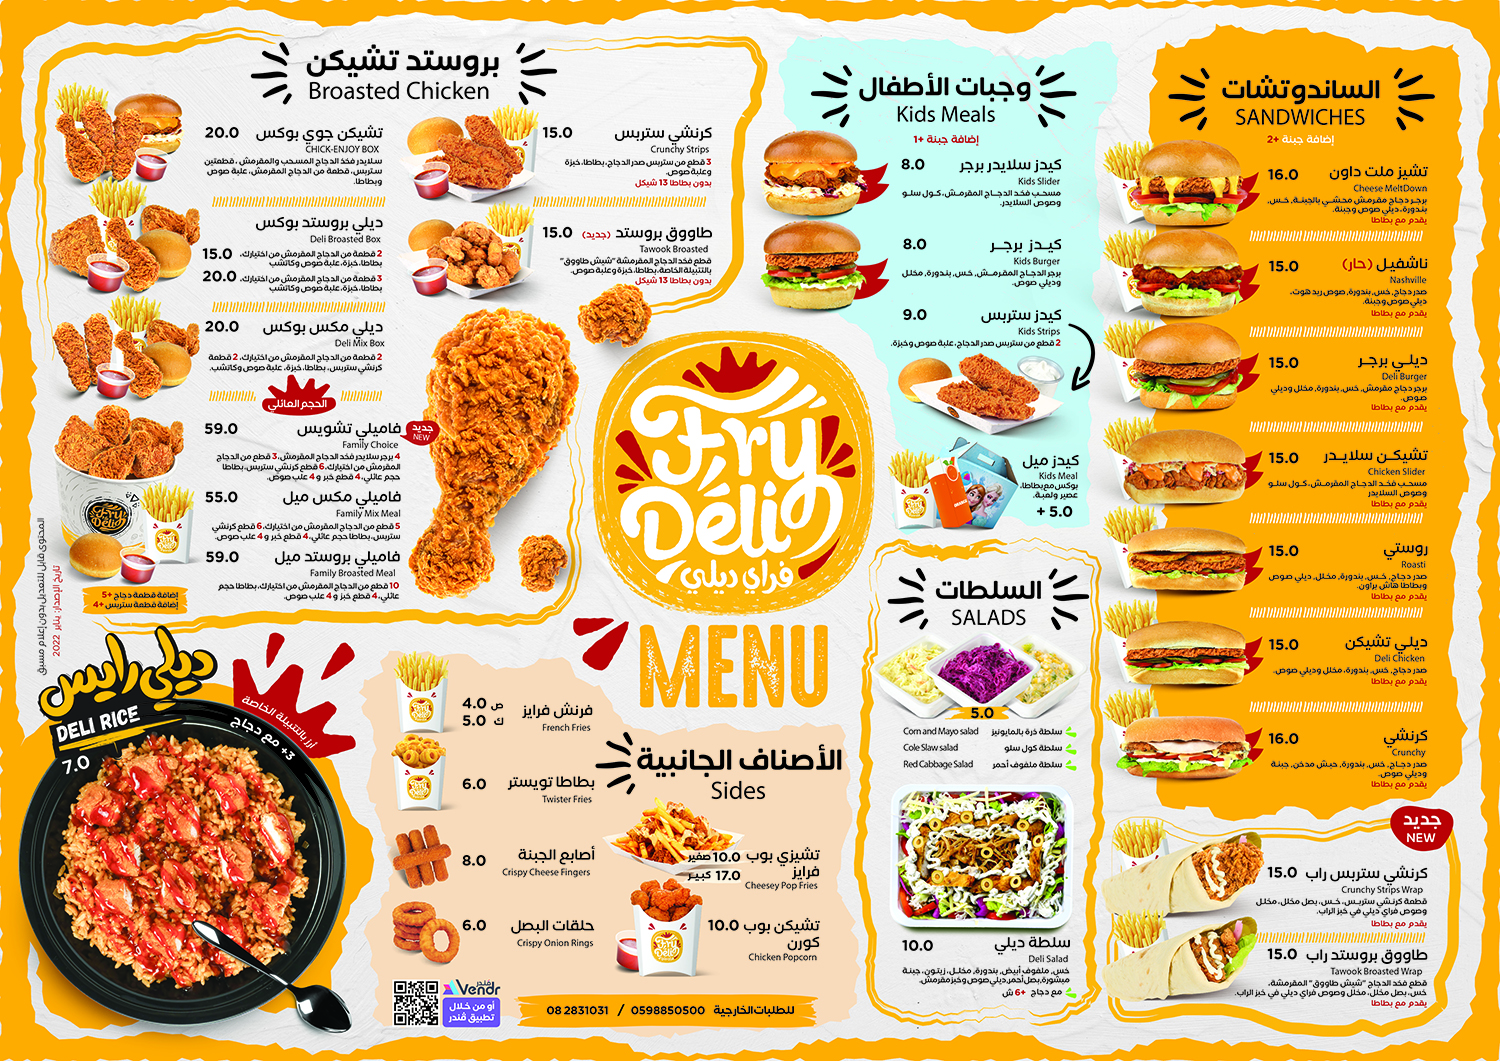 بروستد تشيكن
Broasted Chicken
تشيكن جوي بوكس 20.0
CHICK-ENJOY BOX
سلايدر فخذ الدجاج المسحب والمقرمش ، قطعتين
ستربس، قطعة من الدجاج المقرمش، علبة صوص
وبطاطا.
ديلي بروستد بوكس
Deli Broasted Box
2 قطعة من الدجاج المقرمش من اختيارك، 15.0
بطاطا، خبزة، علبة صوص وكاتشب
3 قطعة من الدجاج المقرمش من اختيارك، 20.0
بطاطا، خبزة، علبة صوص وكاتشب
ديلي مكس بوكس 20.0
Deli Mix Box
2 قطعة من الدجاج المقرمش من اختيارك، 2 قطعة
كرنشي ستربس، بطاطا، خبزة، علبة صوص وكاتشب.
الحجم العائلي
فاميلي تشويس 59.0
جديد
NEW
Family Choice
4 برجر سلايدر فخد الدجاج المقرمش، 3 قطع من الدجاج
المقرمش من اختيارك، 6 قطع كرنشي ستربس، بطاطا
حجم عائلي، 4 قطع خبز و 4 علب صوص.
فاميلي مكس ميل 55.0
Family Mix Meal
5 قطع من الدجاج المقرمش من اختيارك، 6 قطع كرنشي
ستربس، بطاطا حجم عائلي، 4 قطع خبز و 4 علب صوص.
فاميلي بروستد ميل 59.0
Family Broasted Meal
10 قطع من الدجاج المقرمش من اختيارك، بطاطا حجم
عائلي، 4 قطع خبز و 4 علب صوص.
إضافة قطعة دجاج +5
إضافة قطعة ستربس +4
المحتوى قابل للتعديل بدون إعلام مسبق
تاريخ الإصدار: يناير 2022
كرنشي ستربس 15.0
Crunchy Strips
3 قطع من ستربس صدر الدجاج، بطاطا، خبزة
وعلبة صوص.
بدون بطاطا 13 شيكل
طاووق بروستد (جديد) 15.0
Tawook Broasted
قطع فخذ الدجاج المقرمشة "شيش طاووق"
بالتتبيلة الخاصة، بطاطا، خبزة وعلبة صوص.
بدون بطاطا 13 شيكل
Fry Déli
فراي ديلي
MENU
وجبات الأطفال
Kids Meals
إضافة جبنة +1
كيدز سلايدر برجر 8.0
Kids Slider
مسحب فخد الدجاج المقرمش، كول سلو
وصوص السلايدر.
كيدز برجر 8.0
Kids Burger
برجر الدجاج المقرمش، خس، بندورة، مخلل
وديلي صوص.
كيدز ستربس 9.0
Kids Strips
2 قطع من ستربس صدر الدجاج، علبة صوص وخبزة.
كيدز ميل
Kids Meal
بوكس مع بطاطا،
عصير ولعبة.
+ 5.0
الساندوتشات
SANDWICHES
إضافة جبنة +2
تشيز ملت داون 16.0
Cheese MeltDown
برجر دجاج مقرمش محشي بالجبنة، خس،
بندورة، ديلي صوص وجبنة.
يقدم مع بطاطا
ناشفيل (حار) 15.0
Nashville
صدر دجاج، خس، بندورة، صوص ريد هوت،
ديلي صوص وجبنة.
يقدم مع بطاطا
ديلي برجر 15.0
Deli Burger
برجر دجاج مقرمش، خس، بندورة، مخلل وديلي
صوص.
يقدم مع بطاطا
تشيكن سلايدر 15.0
Chicken Slider
مسحب فخد الدجاج المقرمش، كول سلو
وصوص السلايدر
يقدم مع بطاطا
روستي 15.0
Roasti
صدر دجاج، خس، بندورة، مخلل، ديلي صوص
وبطاطا هاش براون.
يقدم مع بطاطا
ديلي تشيكن 15.0
Deli Chicken
صدر دجاج، خس، بندورة، مخلل وديلي صوص.
يقدم مع بطاطا
كرنشي 16.0
Crunchy
صدر دجاج، خس، بندورة، حبش مدخن، جبنة
وديلي صوص.
يقدم مع بطاطا
جديد
NEW
كرنشي ستربس راب 15.0
Crunchy Strips Wrap
قطعة كرنشي ستربس، خس، بصل مخلل، مخلل
وصوص فراي ديلي في خبز الراب.
يقدم مع بطاطا
طاووق بروستد راب 15.0
Tawook Broasted Wrap
قطع فخد الدجاج "شيش طاووق" المقرمشة،
خس، بصل مخلل، مخلل وصوص فراي ديلي في خبز الراب.
يقدم مع بطاطا
السلطات
SALADS
5.0
سلطة ذرة بالمايونيز Corn and Mayo salad
سلطة كول سلو Cole Slaw salad
سلطة ملفوف أحمر Red Cabbage Salad
سلطة ديلي 10.0
Deli Salad
خس، ملفوف أبيض، بندورة، مخلل، زيتون، جبنة
مبشورة، بصل أحمر، ديلي صوص وخبز مقرمش.
مع دجاج +6 ش
ديلي رايس
DELI RICE
7.0
أرز بالتتبيلة الخاصة
+3 مع دجاج
الأصناف الجانبية
Sides
فرنش فرايز ص 4.0
ك 5.0
French Fries
بطاطا تويستر 6.0
Twister Fries
أصابع الجبنة 8.0
Crispy Cheese Fingers
حلقات البصل 6.0
Crispy Onion Rings
تشيزي بوب فرايز
10.0 صغير
17.0 كبير
Cheesey Pop Fries
تشيكن بوب كورن 10.0
Chicken Popcorn
فندر
Vendr
أو من خلال
تطبيق ڤندر
للطلبات الخارجية 0598850500 / 08 2831031